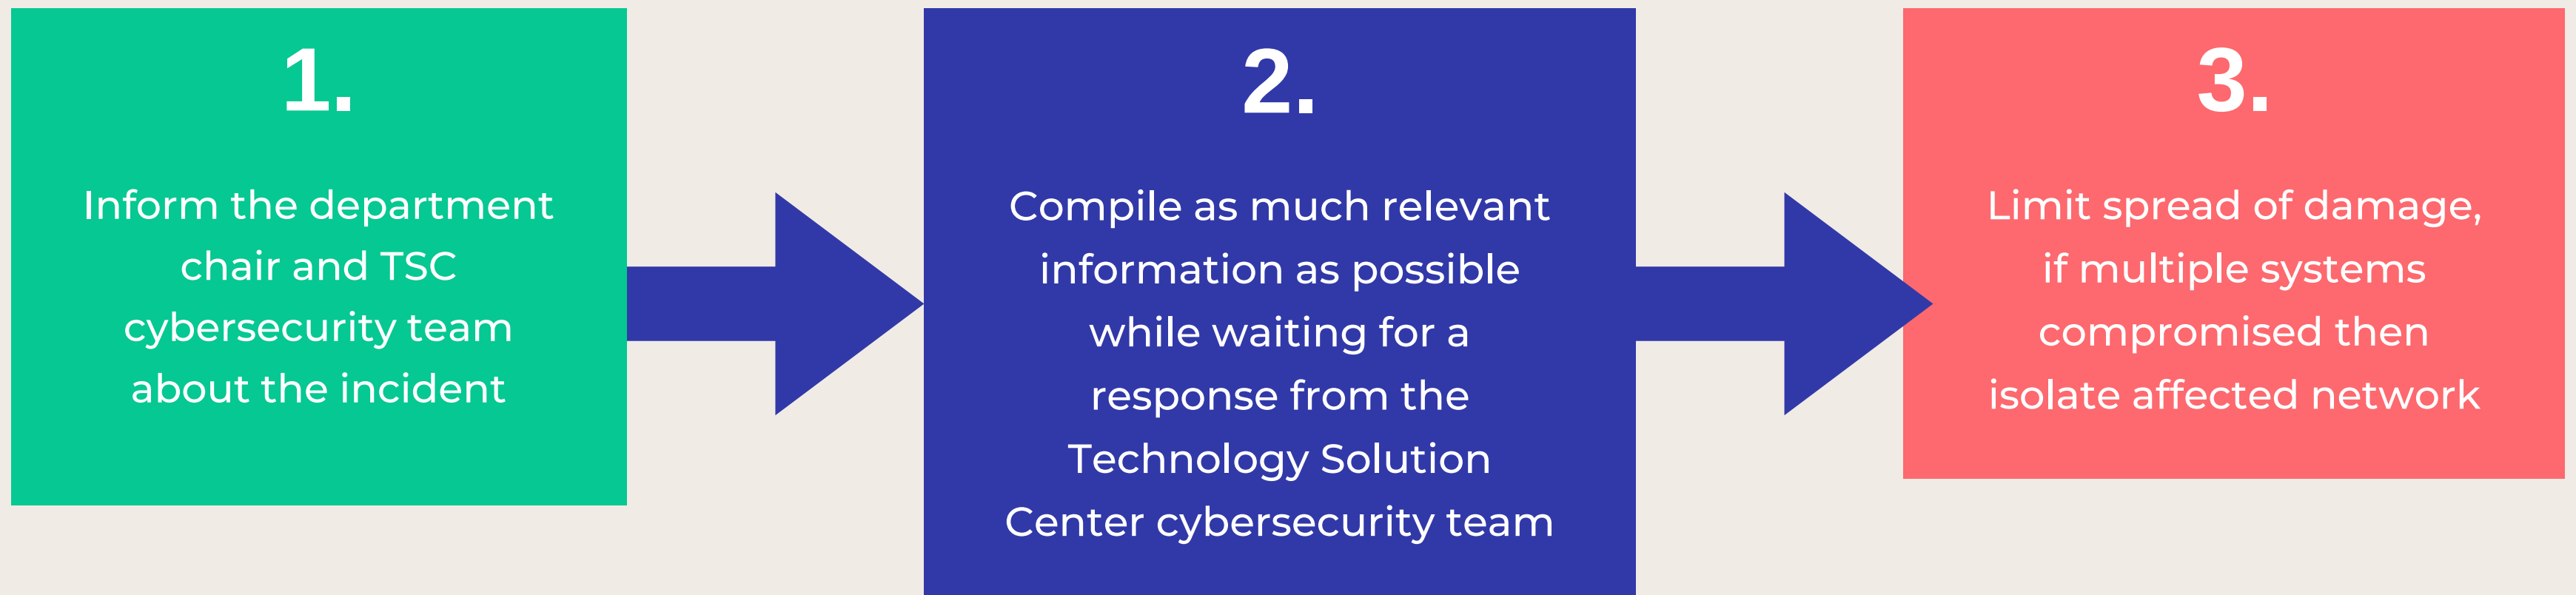 1.
Inform the department
chair and TSC
cybersecurity team
about the incident
2.
Compile as much relevant
information as possible
while waiting for a
response from the
Technology Solution
Center cybersecurity team
3.
Limit spread of damage,
if multiple systems
compromised then
isolate affected network